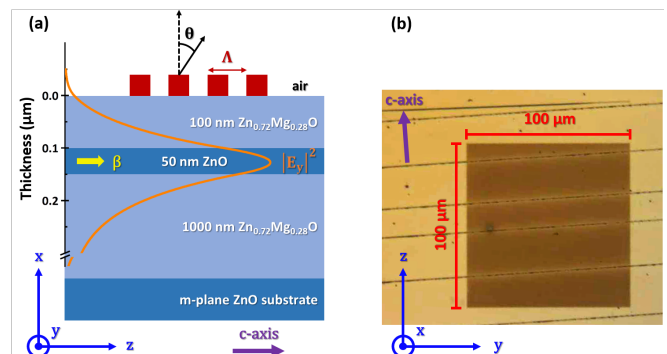 (a)
θ
Λ
air
0.0
100 nm Zn0.72Mg0.28O
0.1
β
50 nm ZnO
|Ey|²
0.2
Thickness (µm)
1000 nm Zn0.72Mg0.28O
m-plane ZnO substrate
x
y
z
c-axis
(b)
c-axis
100 µm
100 µm
z
x
y